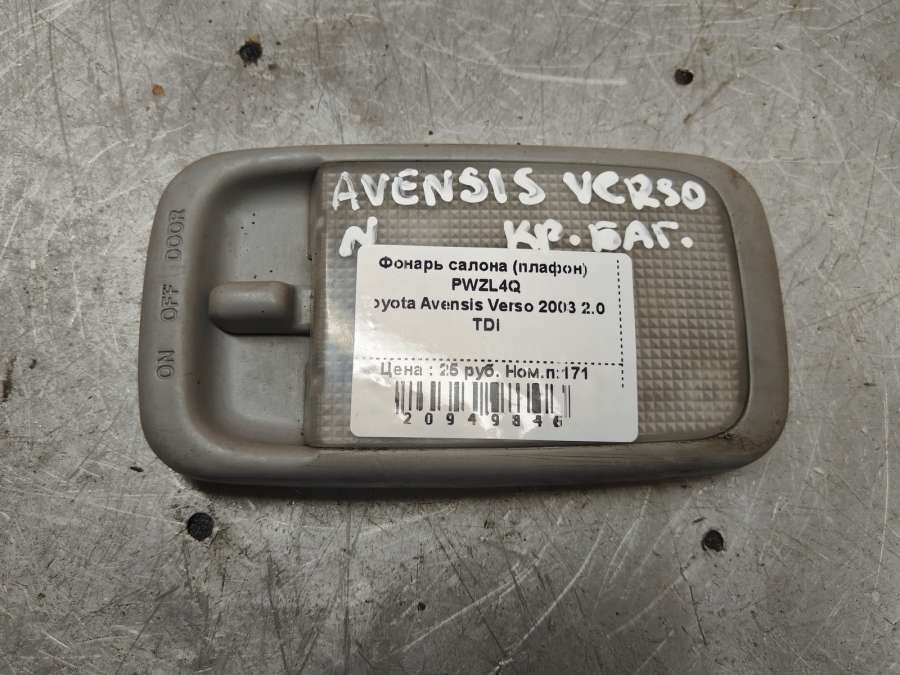 AVENSIS VERSO
N КР.БАГ.
ON OFF DOOR
Фонарь салона (плафон)
PWZL4Q
oyota Avensis Verso 2003 2.0
TDI
Цена : 25 руб. Ном.п:171
20949846